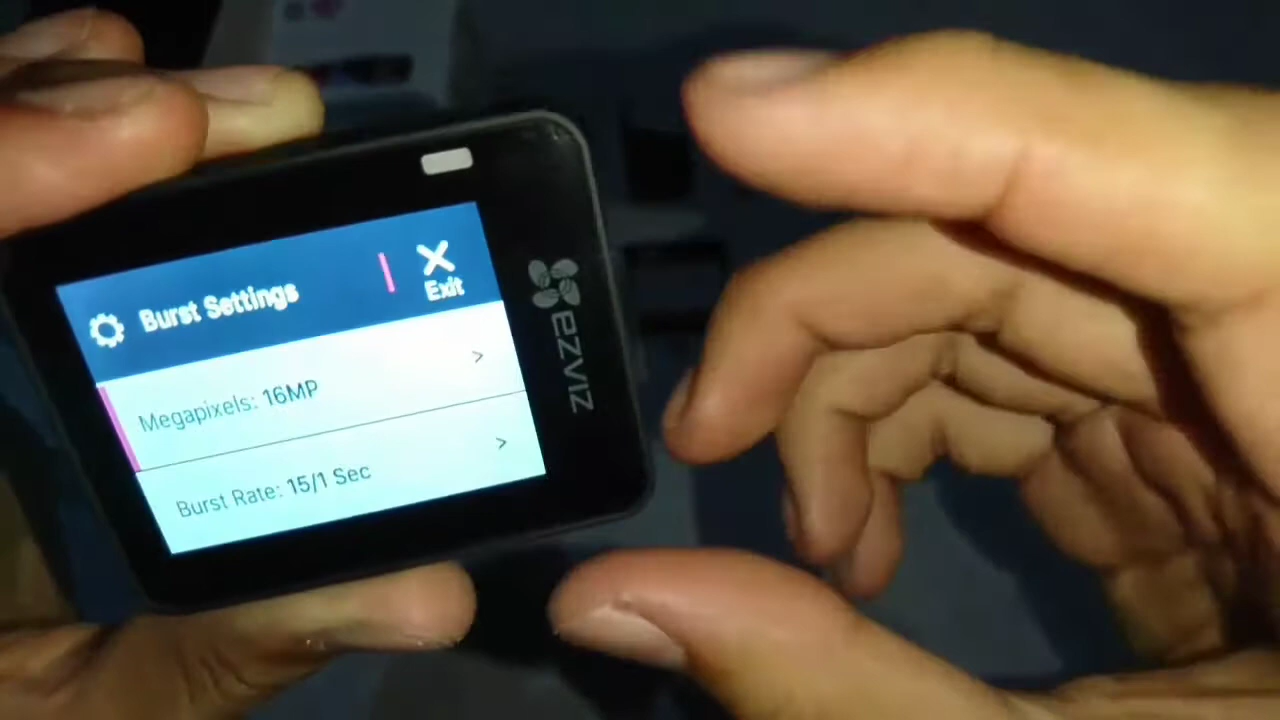 Burst Settings
Exit
Megapixels: 16MP >
Burst Rate: 15/1 Sec >
ezviz